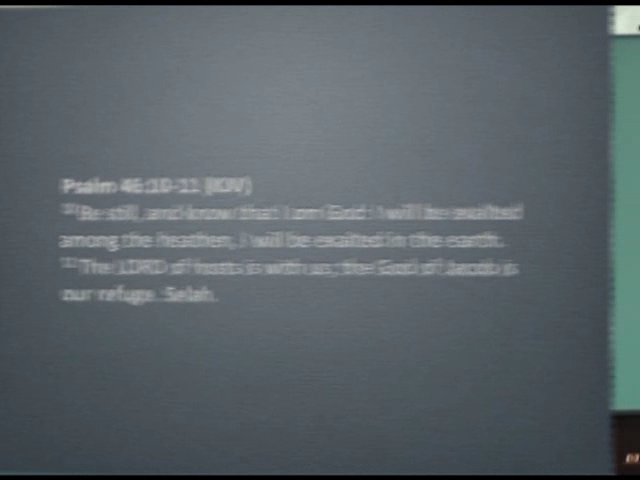 Psalm 46:10-11 (KJV)
10 Be still, and know that I am God: I will be exalted
among the heathen, I will be exalted in the earth.
11 The LORD of hosts is with us; the God of Jacob is
our refuge. Selah.